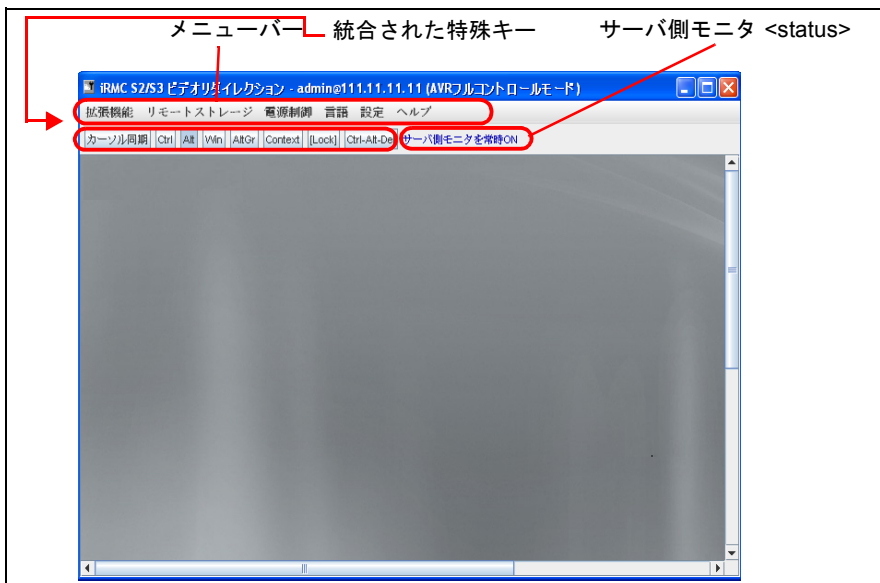 メニューバー 統合された特殊キー サーバ側モニタ <status>
iRMC S2/S3 ビデオリダイレクション - admin@111.11.11.11 (AVRフルコントロールモード)
拡張機能 リモートストレージ 電源制御 言語 設定 ヘルプ
カーソル同期 Ctrl Alt Win AltGr Context [Lock] Ctrl-Alt-De サーバ側モニタを常時ON